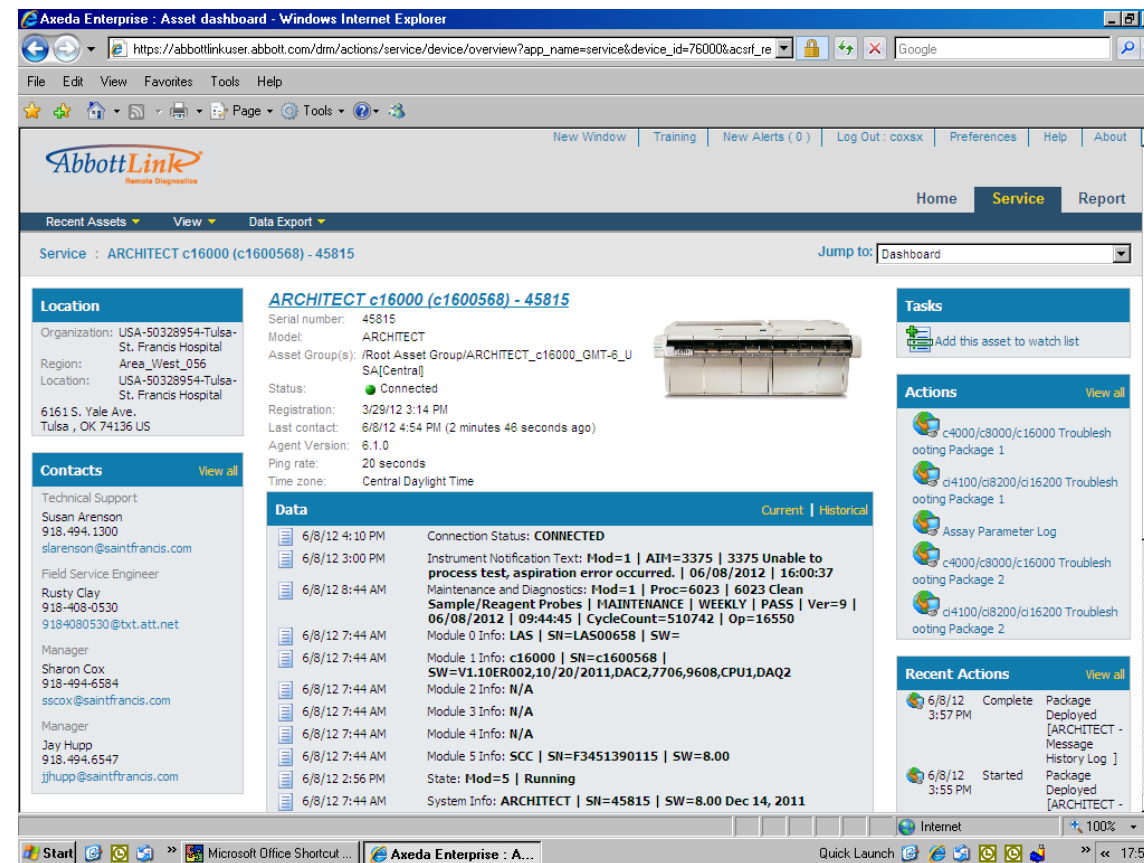 Axeda Enterprise : Asset dashboard - Windows Internet Explorer
https://abbottlinkuser.abbott.com/drm/actions/service/device/overview?app_name=service&device_id=76000&acsrf_re
Google
File Edit View Favorites Tools Help
Page Tools
New Window Training New Alerts ( 0 ) Log Out : coxsx Preferences Help About
AbbottLink
Remote Diagnostics
Home Service Report
Recent Assets View Data Export
Service : ARCHITECT c16000 (c1600568) - 45815
Jump to: Dashboard
Location
Organization: USA-50328954-Tulsa-
St. Francis Hospital
Region: Area_West_056
Location: USA-50328954-Tulsa-
St. Francis Hospital
6161 S. Yale Ave.
Tulsa , OK 74136 US
Contacts View all
Technical Support
Susan Arenson
918.494.1300
slarenson@saintfrancis.com
Field Service Engineer
Rusty Clay
918-408-0530
9184080530@txt.att.net
Manager
Sharon Cox
918-494-6584
sscox@saintfrancis.com
Manager
Jay Hupp
918.494.6547
jjhupp@saintftrancis.com
ARCHITECT c16000 (c1600568) - 45815
Serial number: 45815
Model: ARCHITECT
Asset Group(s): /Root Asset Group/ARCHITECT_c16000_GMT-6_U
SA[Central]
Status: Connected
Registration: 3/29/12 3:14 PM
Last contact: 6/8/12 4:54 PM (2 minutes 46 seconds ago)
Agent Version: 6.1.0
Ping rate: 20 seconds
Time zone: Central Daylight Time
Data Current | Historical
6/8/12 4:10 PM Connection Status: CONNECTED
6/8/12 3:00 PM Instrument Notification Text: Mod=1 | AIM=3375 | 3375 Unable to
process test, aspiration error occurred. | 06/08/2012 | 16:00:37
6/8/12 8:44 AM Maintenance and Diagnostics: Mod=1 | Proc=6023 | 6023 Clean
Sample/Reagent Probes | MAINTENANCE | WEEKLY | PASS | Ver=9 |
06/08/2012 | 09:44:45 | CycleCount=510742 | Op=16550
6/8/12 7:44 AM Module 0 Info: LAS | SN=LAS00658 | SW=
6/8/12 7:44 AM Module 1 Info: c16000 | SN=c1600568 |
SW=V1.10ER002,10/20/2011,DAC2,7706,9608,CPU1,DAQ2
6/8/12 7:44 AM Module 2 Info: N/A
6/8/12 7:44 AM Module 3 Info: N/A
6/8/12 7:44 AM Module 4 Info: N/A
6/8/12 7:44 AM Module 5 Info: SCC | SN=F3451390115 | SW=8.00
6/8/12 2:56 PM State: Mod=5 | Running
6/8/12 7:44 AM System Info: ARCHITECT | SN=45815 | SW=8.00 Dec 14, 2011
Tasks
Add this asset to watch list
Actions View all
c4000/c8000/c16000 Troublesh
ooting Package 1
ci4100/ci8200/ci16200 Troublesh
ooting Package 1
Assay Parameter Log
c4000/c8000/c16000 Troublesh
ooting Package 2
ci4100/ci8200/ci16200 Troublesh
ooting Package 2
Recent Actions View all
6/8/12 Complete Package
3:57 PM Deployed
[ARCHITECT -
Message
History Log ]
6/8/12 Started Package
3:55 PM Deployed
[ARCHITECT -
Internet 100%
Start Microsoft Office Shortcut ... Axeda Enterprise : A... Quick Launch 17:5